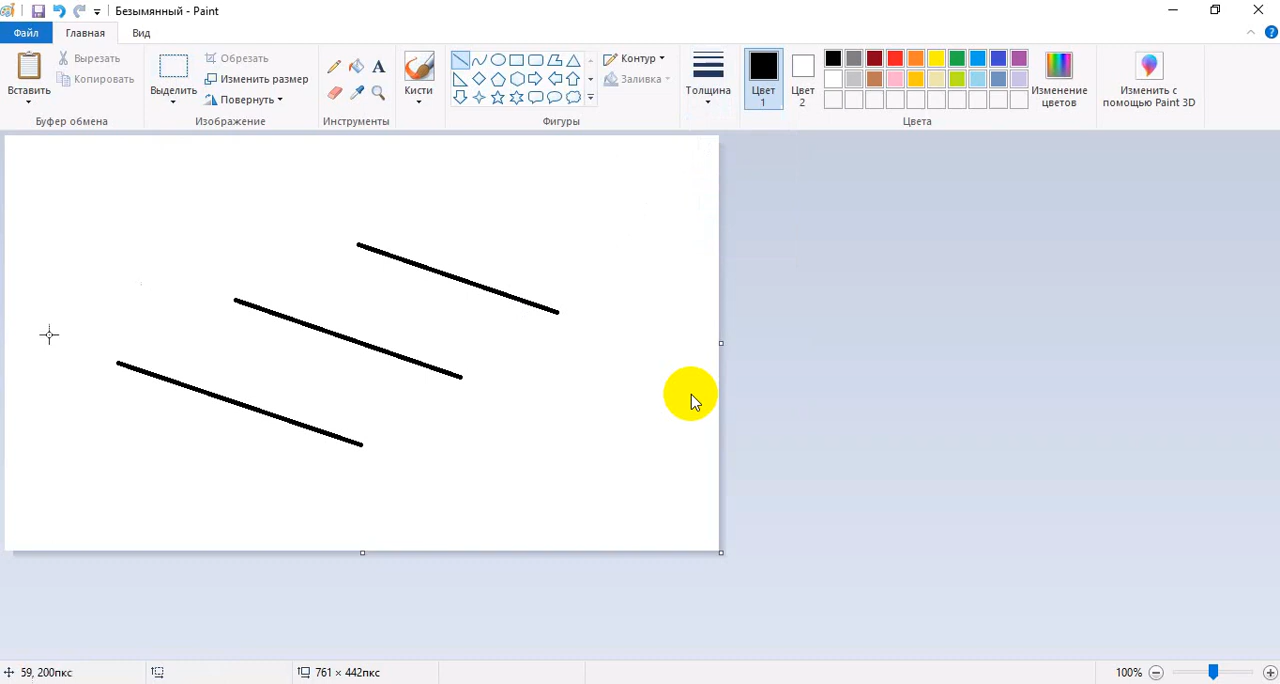 Безымянный - Paint
Файл
Главная
Вид
Вставить
Вырезать
Копировать
Буфер обмена
Выделить
Обрезать
Изменить размер
Повернуть
Изображение
A
Инструменты
Кисти
Контур
Заливка
Фигуры
Толщина
Цвет
1
Цвет
2
Изменение
цветов
Цвета
Изменить с
помощью Paint 3D
59, 200пкс
761 × 442пкс
100%